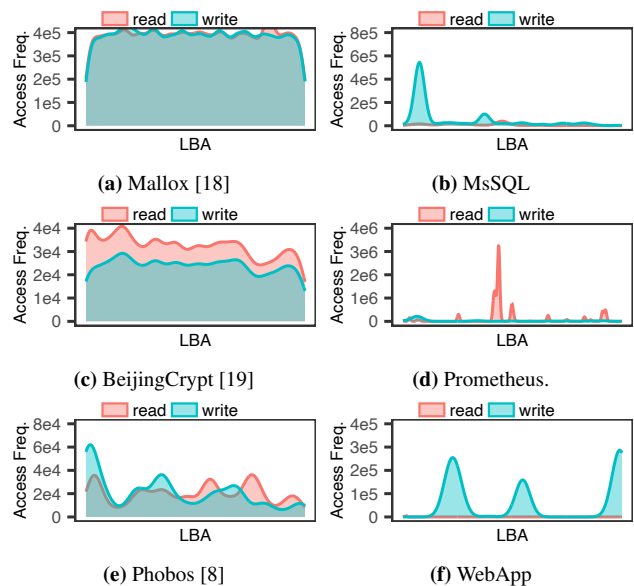 read write
Access Freq.
4e5
3e5
2e5
1e5
0
LBA
(a) Mallox [18]
read write
Access Freq.
8e5
6e5
4e5
2e5
0
LBA
(b) MsSQL
read write
Access Freq.
4e4
3e4
2e4
1e4
0
LBA
(c) BeijingCrypt [19]
read write
Access Freq.
4e6
3e6
2e6
1e6
0
LBA
(d) Prometheus.
read write
Access Freq.
8e4
6e4
4e4
2e4
0
LBA
(e) Phobos [8]
read write
Access Freq.
4e5
3e5
2e5
1e5
0
LBA
(f) WebApp